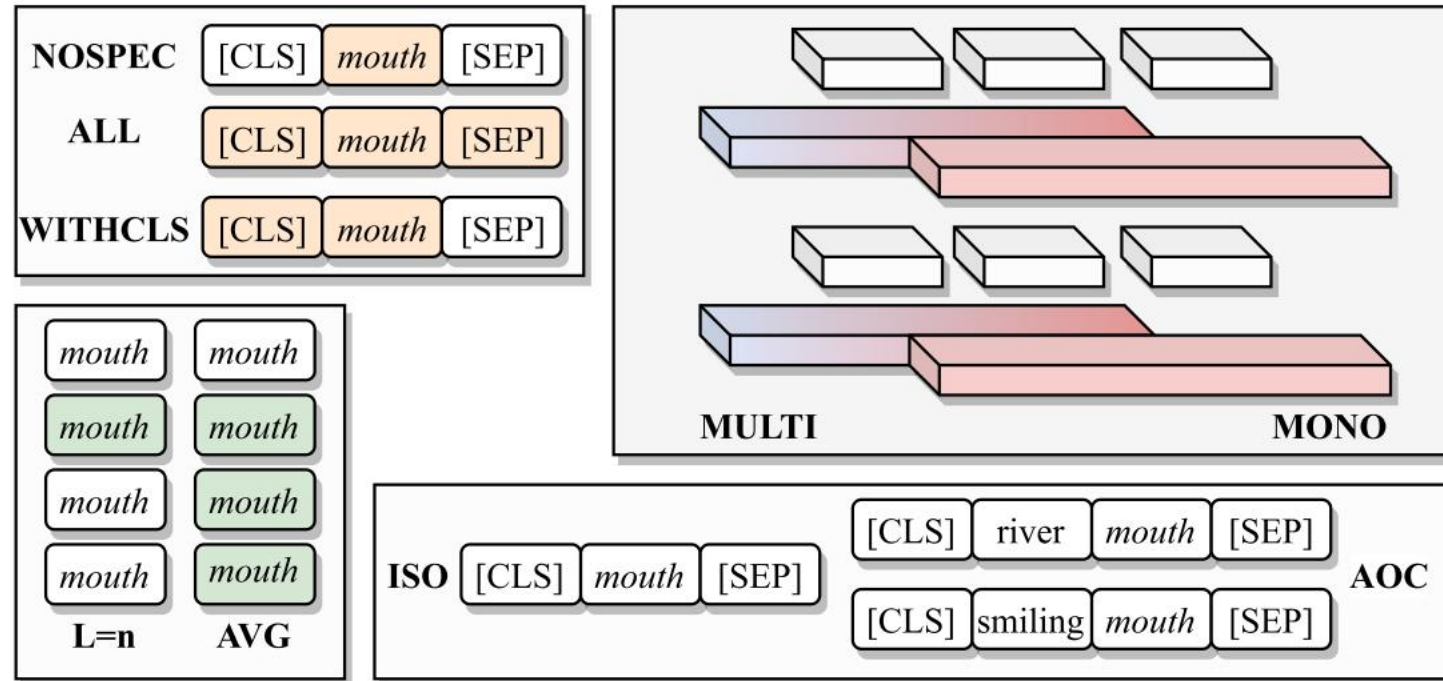 NOSPEC [CLS] mouth [SEP]
ALL [CLS] mouth [SEP]
WITHCLS [CLS] mouth [SEP]
mouth mouth
mouth mouth
mouth mouth
mouth mouth
L=n AVG
MULTI MONO
ISO [CLS] mouth [SEP]
[CLS] river mouth [SEP]
[CLS] smiling mouth [SEP]
AOC